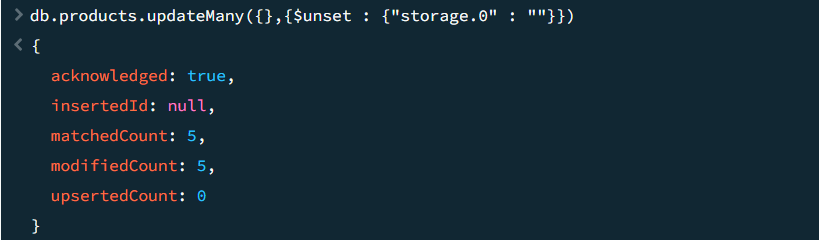 > db.products.updateMany({},{$unset : {"storage.0" : ""}})
< {
acknowledged: true,
insertedId: null,
matchedCount: 5,
modifiedCount: 5,
upsertedCount: 0
}